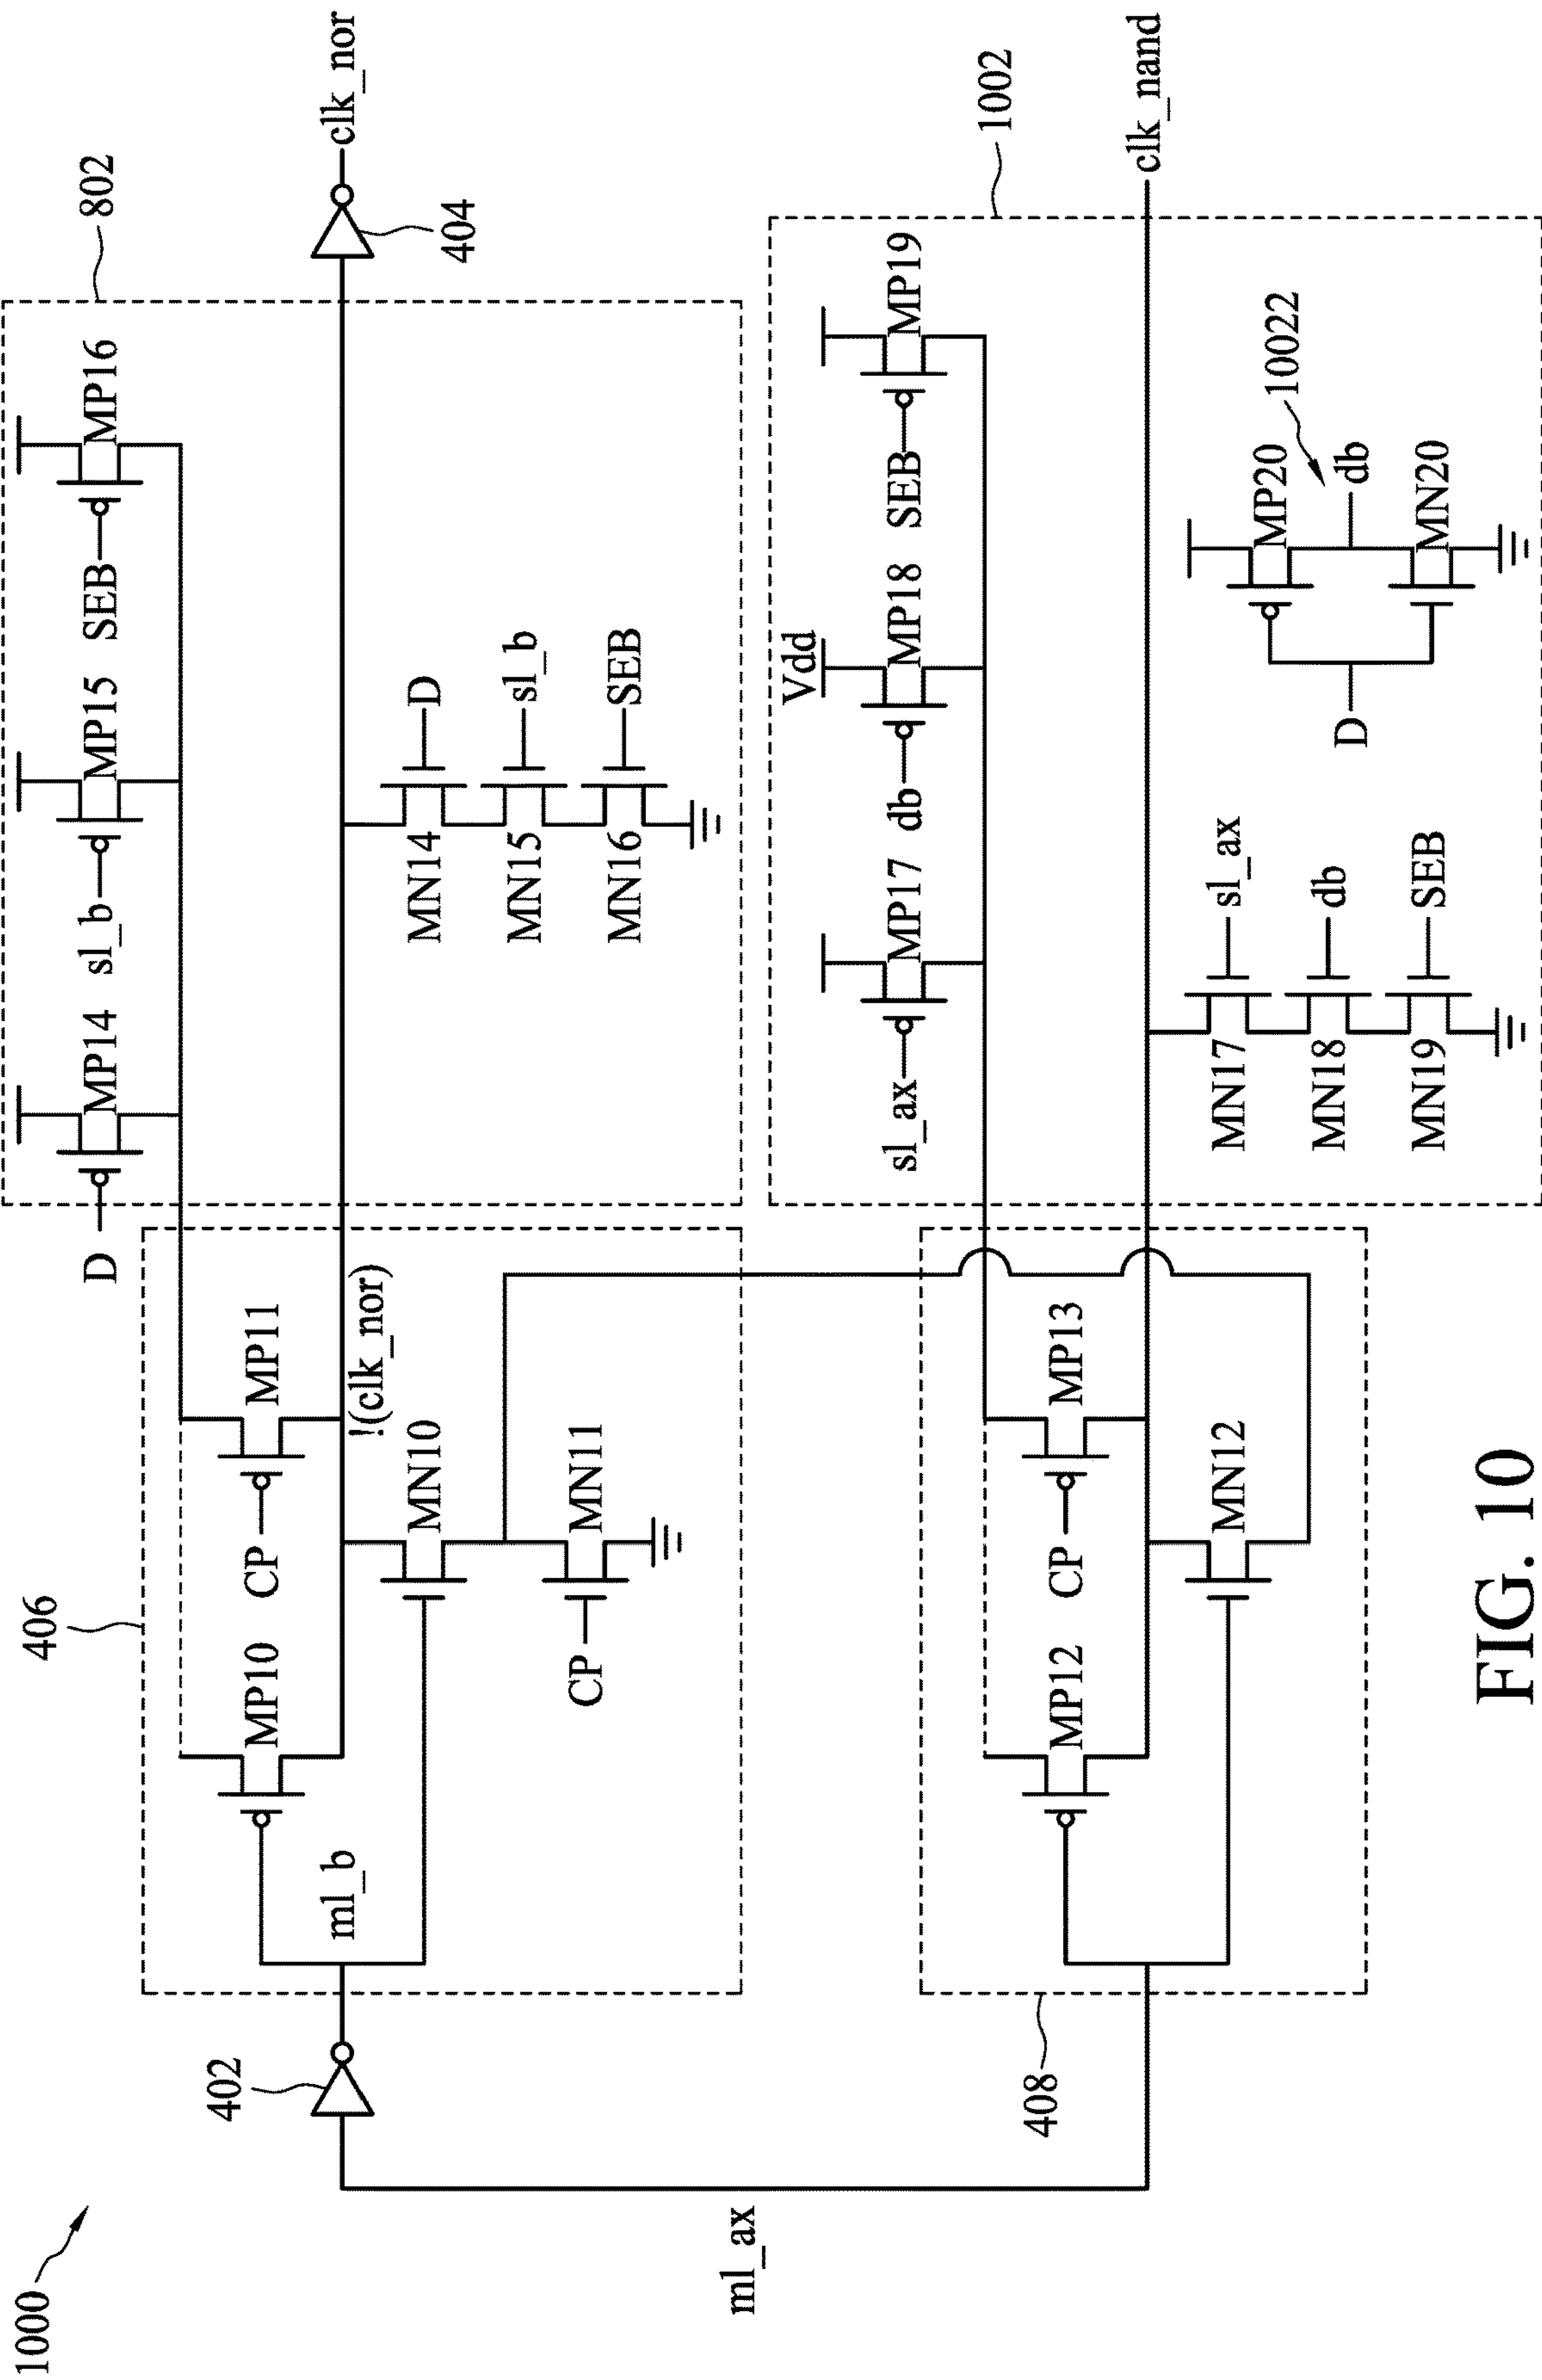 1000
406
802
D
MP14
sl_b
MP15
SEB
MP16
402
ml_b
MP10
CP
MP11
!(clk_nor)
MN10
CP
MN11
MN14
D
MN15
sl_b
MN16
SEB
404
clk_nor
ml_ax
408
MP12
CP
MP13
MN12
1002
sl_ax
MP17
db
Vdd
MP18
SEB
MP19
clk_nand
MN17
sl_ax
MN18
db
MN19
SEB
D
MP20
db
MN20
10022
FIG. 10